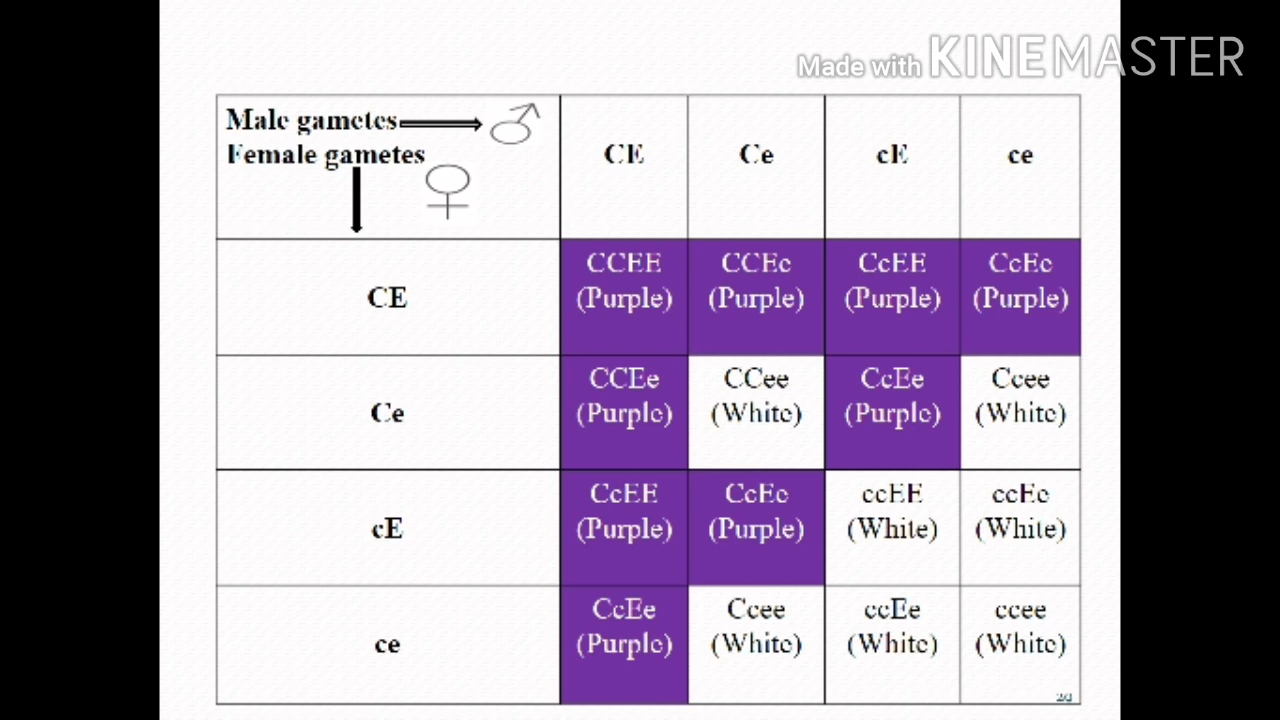 Made with KINEMASTER
Male gametes
Female gametes
CE Ce cE ce
CE
CCEE CCEe CcEE CcEe
(Purple) (Purple) (Purple) (Purple)
Ce
CCEe CCee CcEe Ccee
(Purple) (White) (Purple) (White)
cE
CcEE CcEe ccEE ccEe
(Purple) (Purple) (White) (White)
ce
CcEe Ccee ccEe ccee
(Purple) (White) (White) (White)